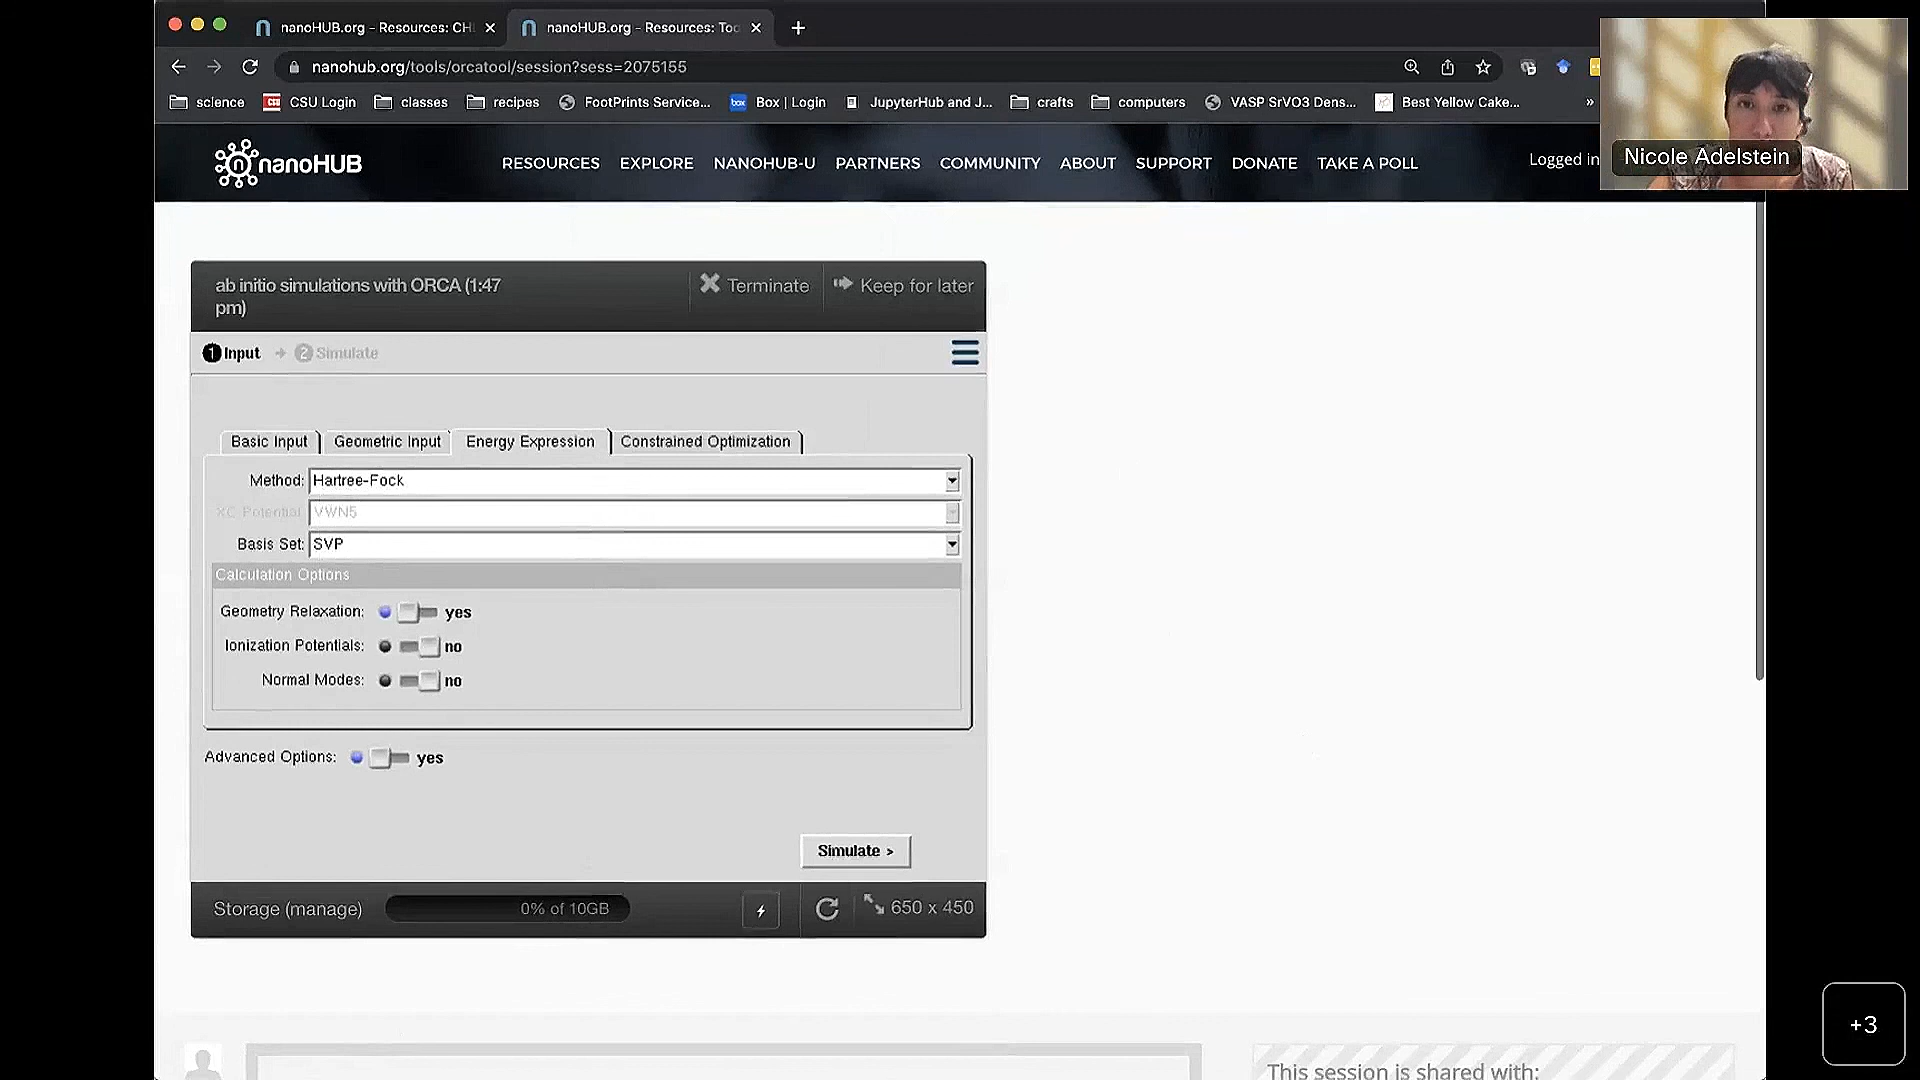 nanoHUB.org - Resources: CH
nanoHUB.org - Resources: Too
nanohub.org/tools/orcatool/session?sess=2075155
science
CSU Login
classes
recipes
FootPrints Service...
box
Box | Login
JupyterHub and J...
crafts
computers
VASP SrVO3 Dens...
Best Yellow Cake...
»
nanoHUB
RESOURCES
EXPLORE
NANOHUB-U
PARTNERS
COMMUNITY
ABOUT
SUPPORT
DONATE
TAKE A POLL
Logged in
Nicole Adelstein
ab initio simulations with ORCA (1:47
pm)
Terminate
Keep for later
1 Input
2 Simulate
Basic Input
Geometric Input
Energy Expression
Constrained Optimization
Method: Hartree-Fock
XC Potential: VWN5
Basis Set: SVP
Calculation Options
Geometry Relaxation: yes
Ionization Potentials: no
Normal Modes: no
Advanced Options: yes
Simulate >
Storage (manage)
0% of 10GB
650 x 450
This session is shared with:
+3